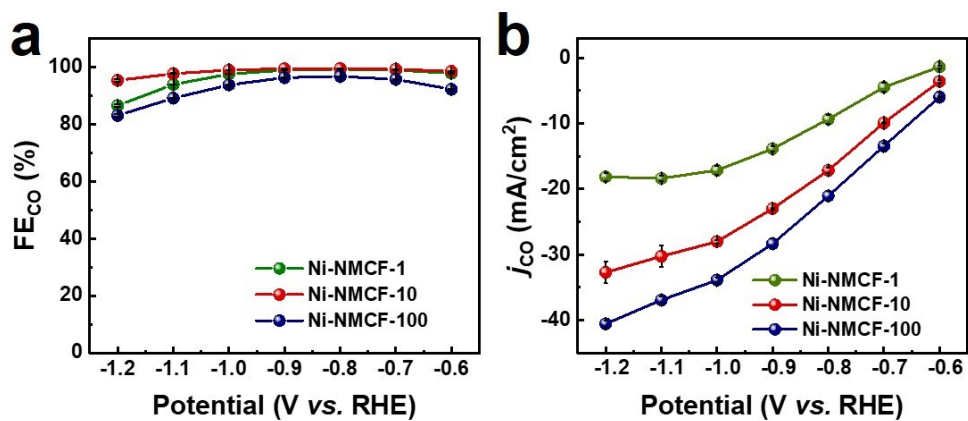 a
FE_CO (%)
100
80
60
40
20
0
Ni-NMCF-1
Ni-NMCF-10
Ni-NMCF-100
-1.2 -1.1 -1.0 -0.9 -0.8 -0.7 -0.6
Potential (V vs. RHE)
b
j_CO (mA/cm²)
0
-10
-20
-30
-40
Ni-NMCF-1
Ni-NMCF-10
Ni-NMCF-100
-1.2 -1.1 -1.0 -0.9 -0.8 -0.7 -0.6
Potential (V vs. RHE)